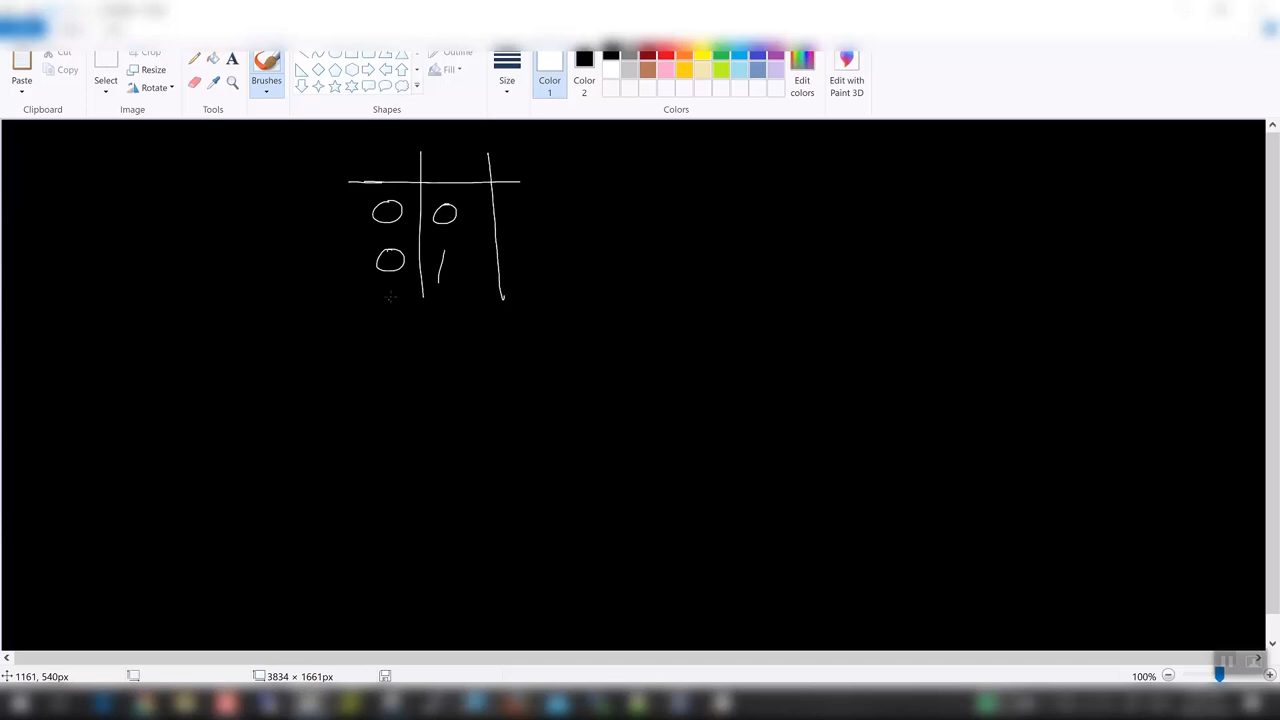 Cut
Crop
Outline
Paste
Copy
Select
Resize
Rotate
Brushes
Fill
Size
Color 1
Color 2
Edit colors
Edit with Paint 3D
Clipboard
Image
Tools
Shapes
Colors
0 0
0 1
1161, 540px
3834 × 1661px
100%